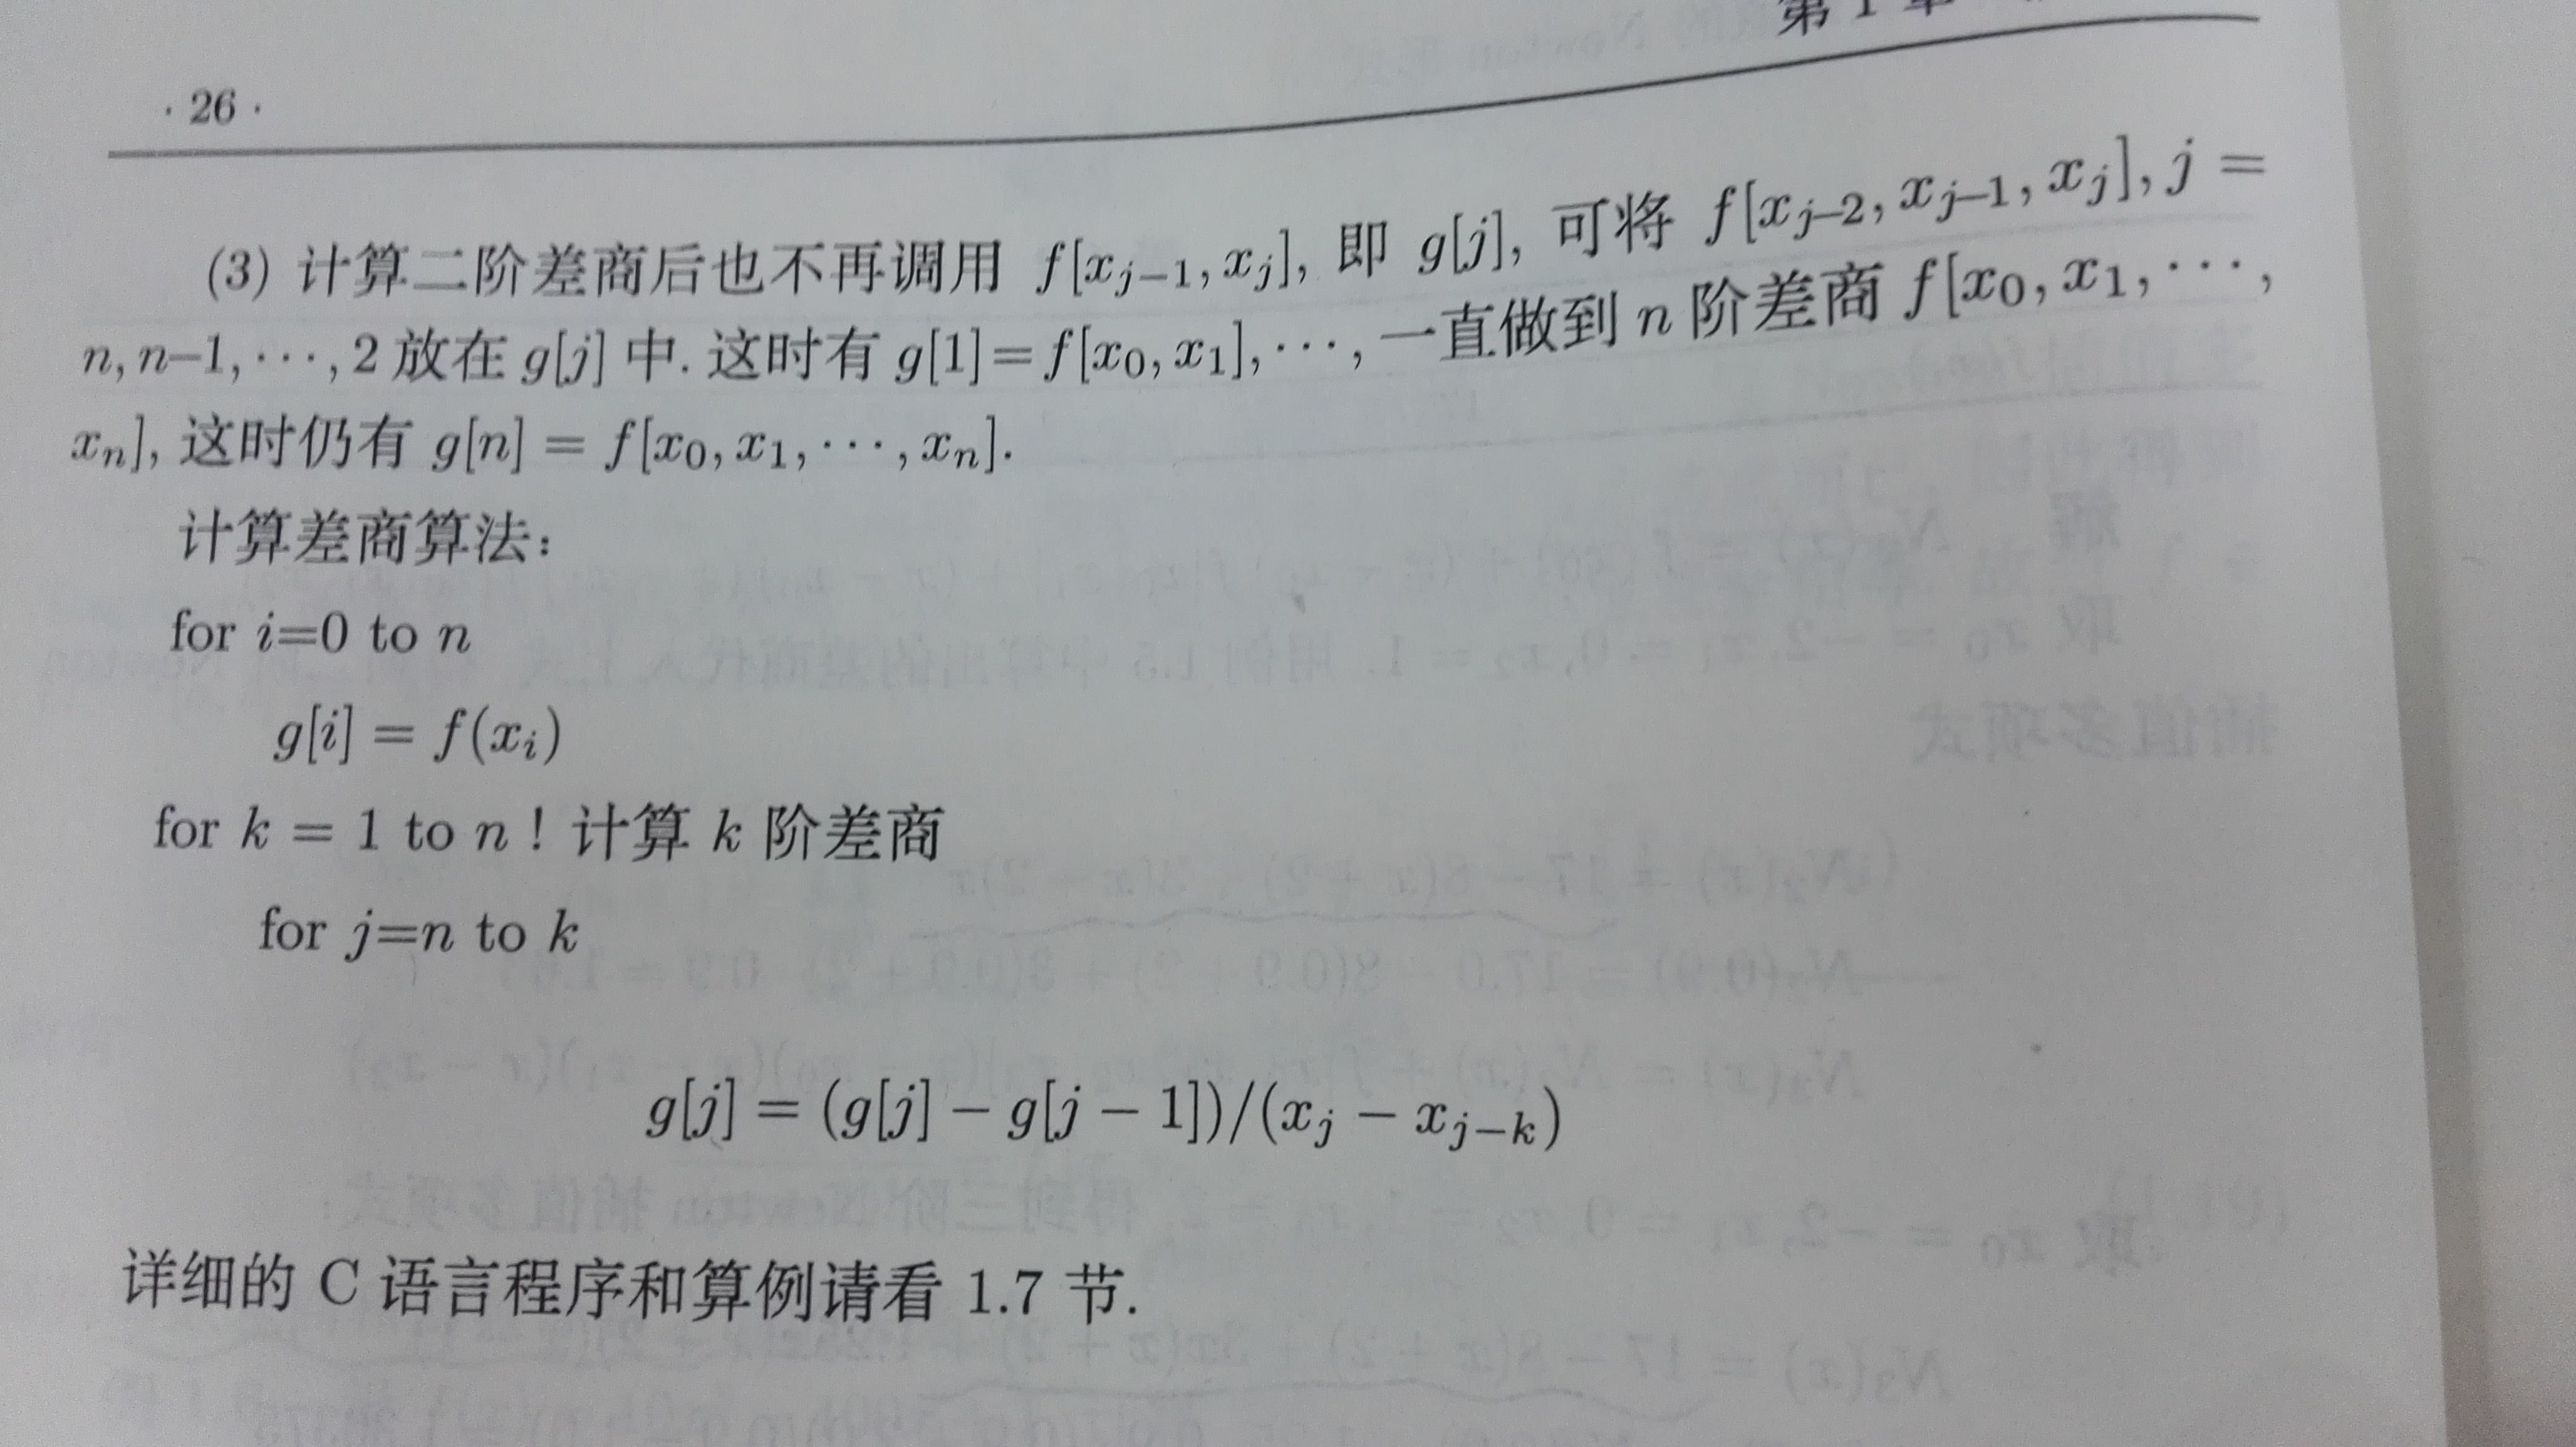 第 1 章
· 26 ·
(3) 计算二阶差商后也不再调用 f[x_{j-1}, x_j], 即 g[j], 可将 f[x_{j-2}, x_{j-1}, x_j], j =
n, n-1, ⋯, 2 放在 g[j] 中. 这时有 g[1] = f[x_0, x_1], ⋯, 一直做到 n 阶差商 f[x_0, x_1, ⋯,
x_n], 这时仍有 g[n] = f[x_0, x_1, ⋯, x_n].
计算差商算法:
for i=0 to n
g[i] = f(x_i)
for k = 1 to n ! 计算 k 阶差商
for j=n to k
g[j] = (g[j] − g[j − 1])/(x_j − x_{j−k})
详细的 C 语言程序和算例请看 1.7 节.